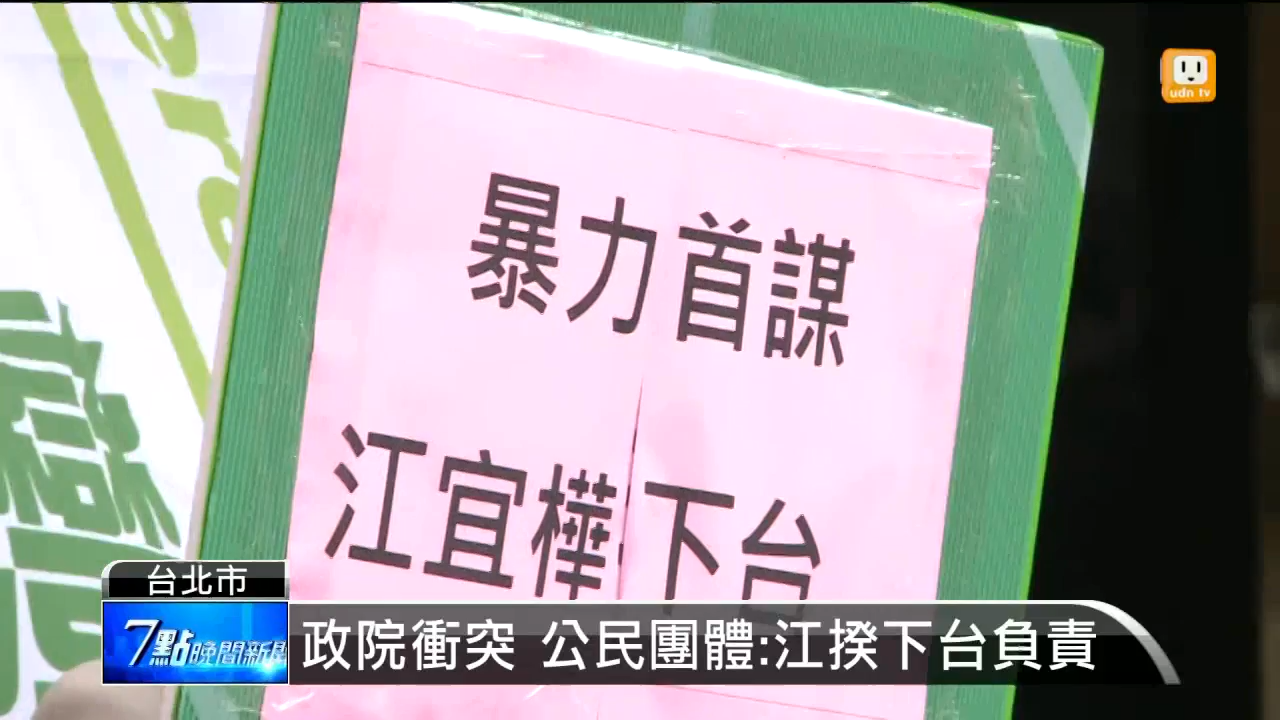 udn tv
暴力首謀
江宜樺下台
台北市
7點晚間新聞
政院衝突 公民團體:江揆下台負責